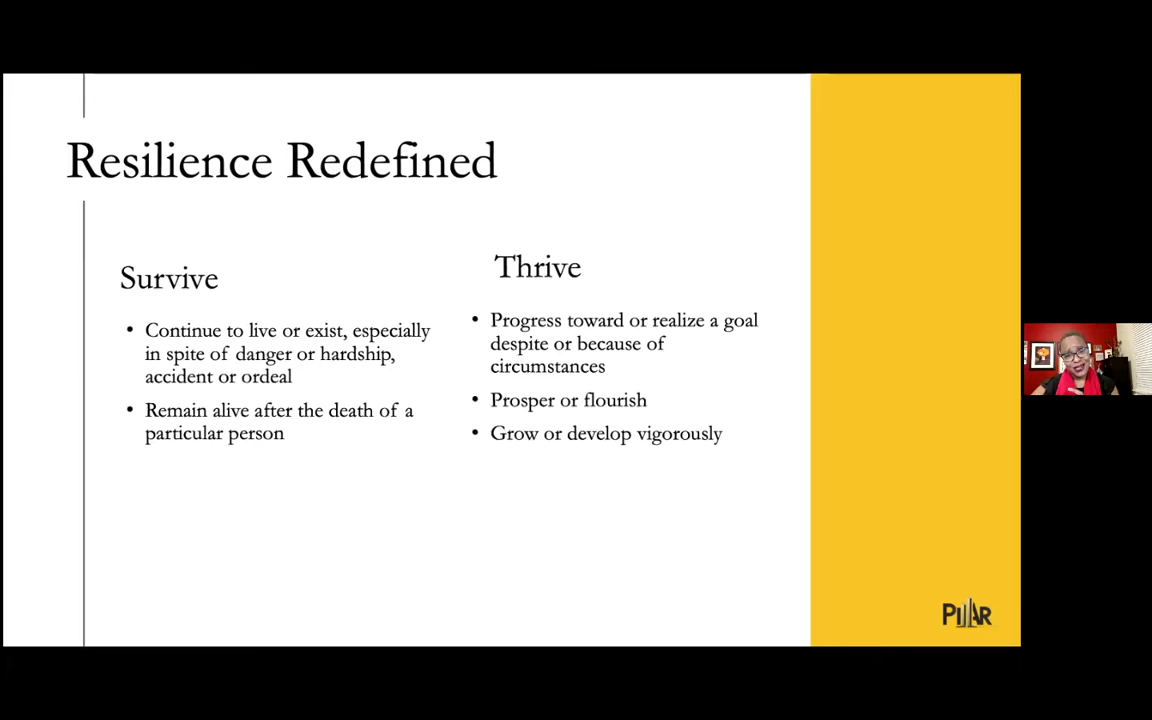 Resilience Redefined
Survive
• Continue to live or exist, especially
in spite of danger or hardship,
accident or ordeal
• Remain alive after the death of a
particular person
Thrive
• Progress toward or realize a goal
despite or because of
circumstances
• Prosper or flourish
• Grow or develop vigorously
PILLAR